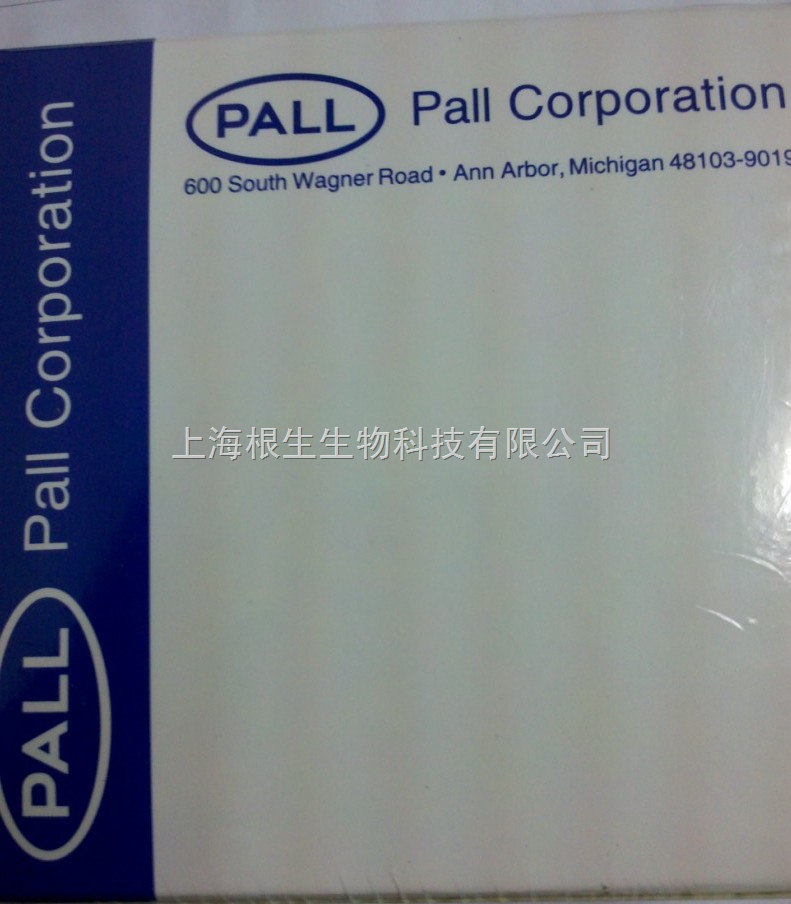 PALL Pall Corporation
600 South Wagner Road • Ann Arbor, Michigan 48103-9019
上海根生生物科技有限公司
PALL Pall Corporation